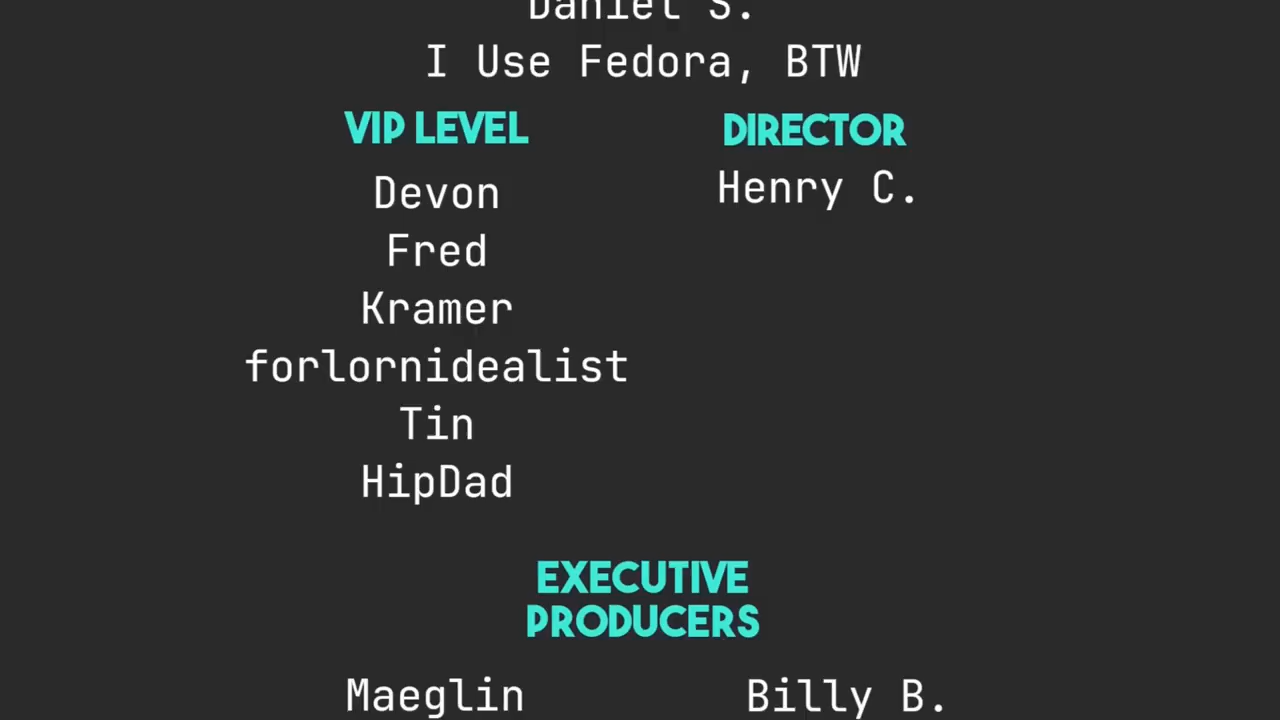 Daniel S.
I Use Fedora, BTW
VIP LEVEL
Devon
Fred
Kramer
forlornidealist
Tin
HipDad
DIRECTOR
Henry C.
EXECUTIVE
PRODUCERS
Maeglin
Billy B.